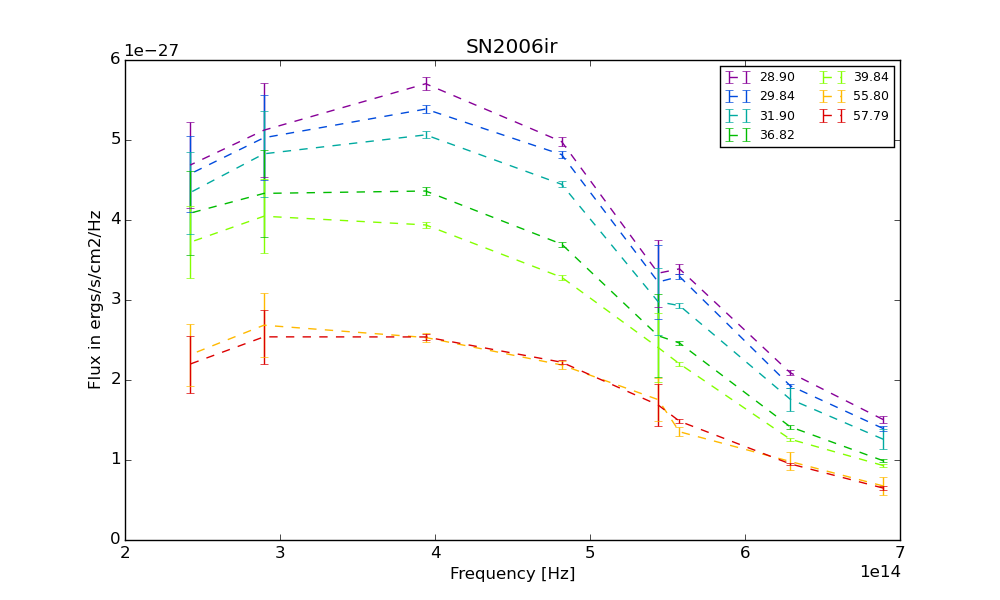 SN2006ir
1e−27
6
5
4
3
2
1
0
Flux in ergs/s/cm2/Hz
28.90
29.84
31.90
36.82
39.84
55.80
57.79
2 3 4 5 6 7
1e14
Frequency [Hz]